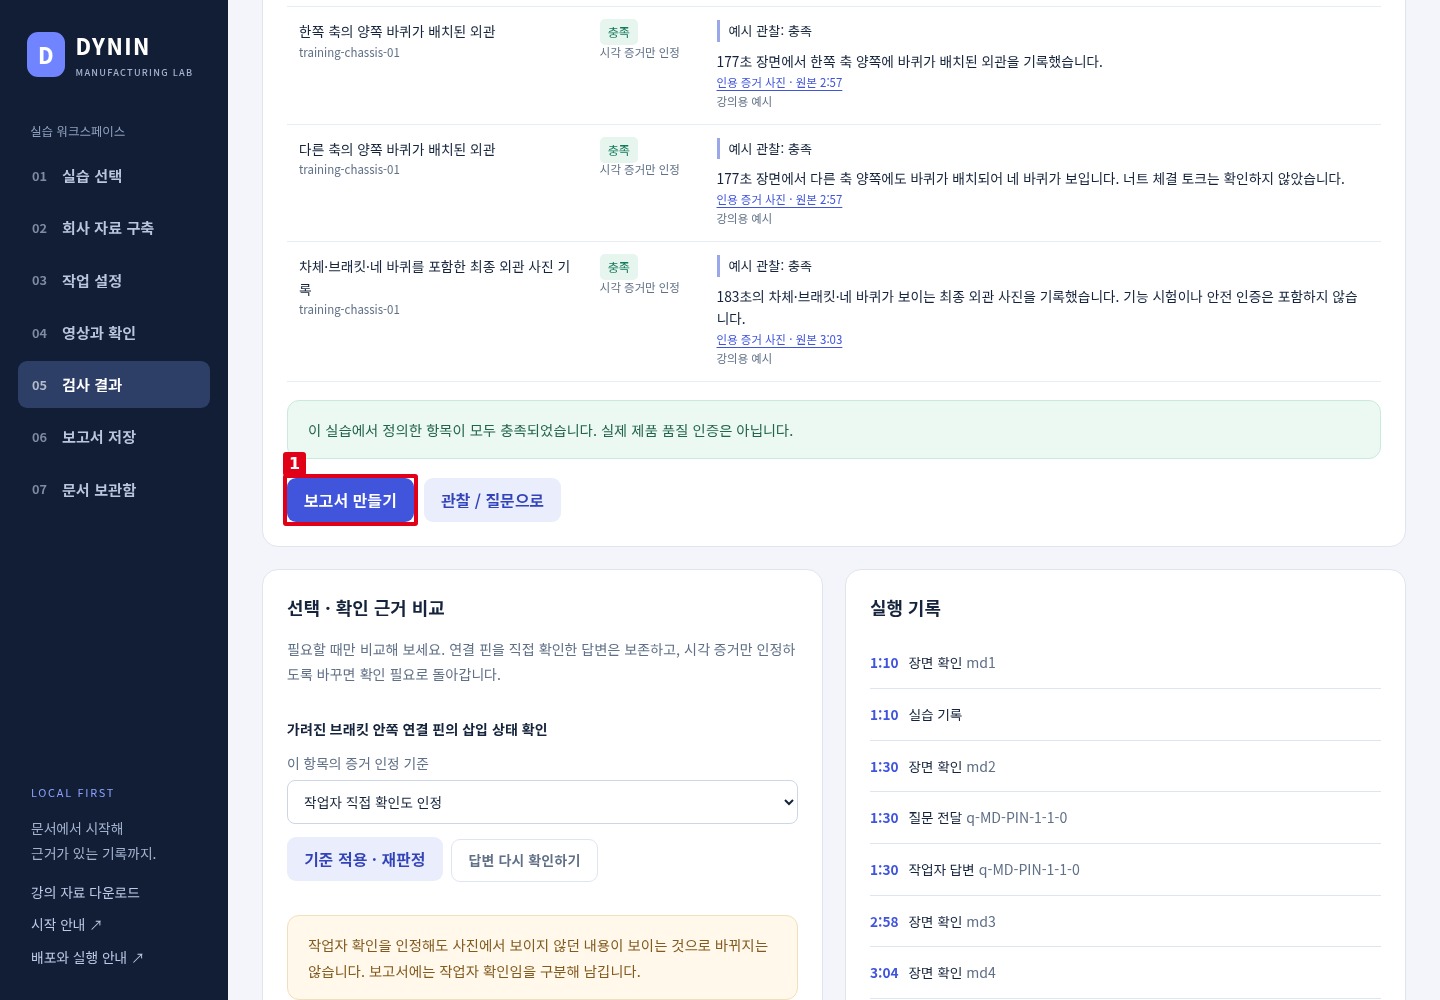 D
DYNIN
MANUFACTURING LAB
실습 워크스페이스
01 실습 선택
02 회사 자료 구축
03 작업 설정
04 영상과 확인
05 검사 결과
06 보고서 저장
07 문서 보관함
LOCAL FIRST
문서에서 시작해
근거가 있는 기록까지.
강의 자료 다운로드
시작 안내 ↗
배포와 실행 안내 ↗
한쪽 축의 양쪽 바퀴가 배치된 외관
training-chassis-01
충족
시각 증거만 인정
예시 관찰: 충족
177초 장면에서 한쪽 축 양쪽에 바퀴가 배치된 외관을 기록했습니다.
인용 증거 사진 · 원본 2:57
강의용 예시
다른 축의 양쪽 바퀴가 배치된 외관
training-chassis-01
충족
시각 증거만 인정
예시 관찰: 충족
177초 장면에서 다른 축 양쪽에도 바퀴가 배치되어 네 바퀴가 보입니다. 너트 체결 토크는 확인하지 않았습니다.
인용 증거 사진 · 원본 2:57
강의용 예시
차체·브래킷·네 바퀴를 포함한 최종 외관 사진 기
록
training-chassis-01
충족
시각 증거만 인정
예시 관찰: 충족
183초의 차체·브래킷·네 바퀴가 보이는 최종 외관 사진을 기록했습니다. 기능 시험이나 안전 인증은 포함하지 않습
니다.
인용 증거 사진 · 원본 3:03
강의용 예시
이 실습에서 정의한 항목이 모두 충족되었습니다. 실제 제품 품질 인증은 아닙니다.
1
보고서 만들기
관찰 / 질문으로
선택 · 확인 근거 비교
필요할 때만 비교해 보세요. 연결 핀을 직접 확인한 답변은 보존하고, 시각 증거만 인정하
도록 바꾸면 확인 필요로 돌아갑니다.
가려진 브래킷 안쪽 연결 핀의 삽입 상태 확인
이 항목의 증거 인정 기준
작업자 직접 확인도 인정
기준 적용 · 재판정
답변 다시 확인하기
작업자 확인을 인정해도 사진에서 보이지 않던 내용이 보이는 것으로 바뀌지는
않습니다. 보고서에는 작업자 확인임을 구분해 남깁니다.
실행 기록
1:10 장면 확인 md1
1:10 실습 기록
1:30 장면 확인 md2
1:30 질문 전달 q-MD-PIN-1-1-0
1:30 작업자 답변 q-MD-PIN-1-1-0
2:58 장면 확인 md3
3:04 장면 확인 md4